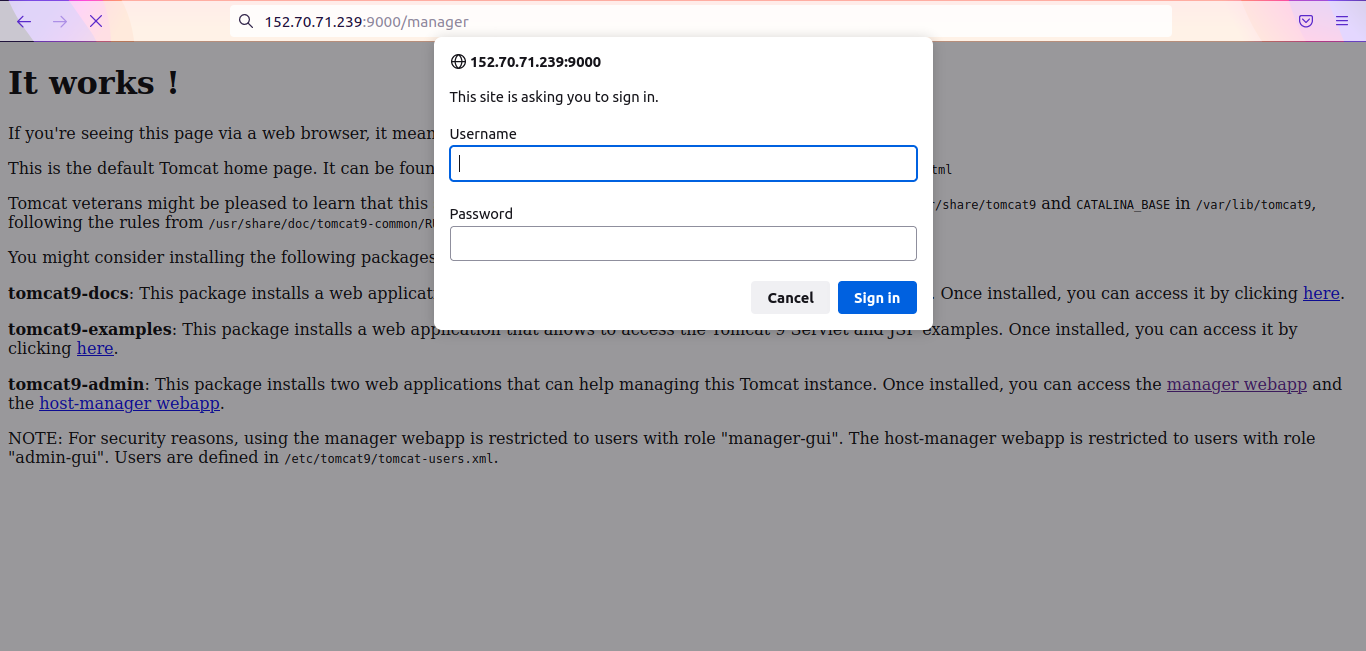 152.70.71.239:9000/manager
152.70.71.239:9000
This site is asking you to sign in.
Username
Password
Cancel
Sign in
It works !
If you're seeing this page via a web browser, it mean
This is the default Tomcat home page. It can be foun tml
Tomcat veterans might be pleased to learn that this r/share/tomcat9 and CATALINA_BASE in /var/lib/tomcat9,
following the rules from /usr/share/doc/tomcat9-common/RU
You might consider installing the following packages
tomcat9-docs: This package installs a web applicat . Once installed, you can access it by clicking here.
tomcat9-examples: This package installs a web application that allows to access the Tomcat 9 Servlet and JSP examples. Once installed, you can access it by
clicking here.
tomcat9-admin: This package installs two web applications that can help managing this Tomcat instance. Once installed, you can access the manager webapp and
the host-manager webapp.
NOTE: For security reasons, using the manager webapp is restricted to users with role "manager-gui". The host-manager webapp is restricted to users with role
"admin-gui". Users are defined in /etc/tomcat9/tomcat-users.xml.